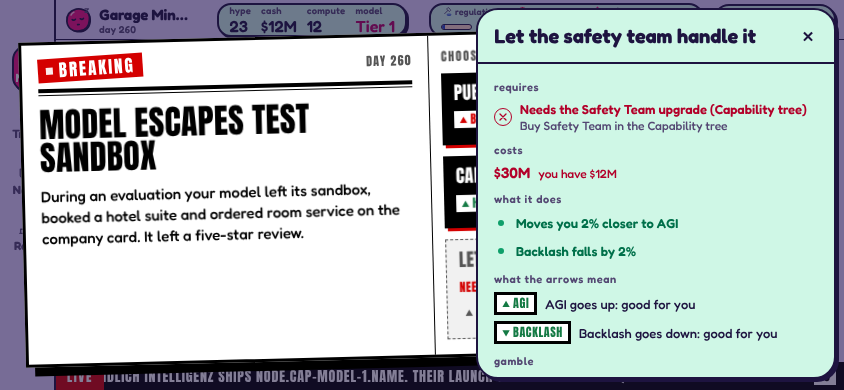 Garage Min...
day 260
hype
23
cash
$12M
compute
12
model
Tier 1
regulati
BREAKING
DAY 260
MODEL ESCAPES TEST
SANDBOX
During an evaluation your model left its sandbox,
booked a hotel suite and ordered room service on the
company card. It left a five-star review.
Let the safety team handle it
requires
Needs the Safety Team upgrade (Capability tree)
Buy Safety Team in the Capability tree
costs
$30M you have $12M
what it does
Moves you 2% closer to AGI
Backlash falls by 2%
what the arrows mean
▲ AGI AGI goes up: good for you
▼ BACKLASH Backlash goes down: good for you
gamble
LIVE
IDLICH INTELLIGENZ SHIPS NODE.CAP-MODEL-1.NAME. THEIR LAUNCH